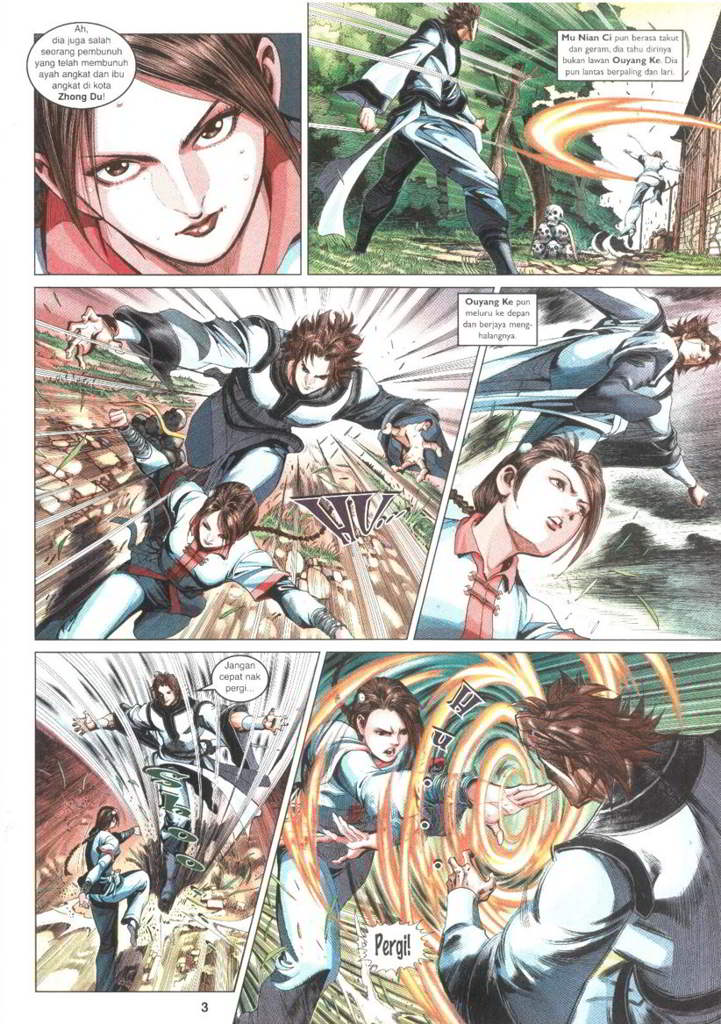 Ah,
dia juga salah
seorang pembunuh
yang telah membunuh
ayah angkat dan ibu
angkat di kota
Zhong Du!
Mu Nian Ci pun berasa takut
dan geram, dia tahu dirinya
bukan lawan Ouyang Ke. Dia
pun lantas berpaling dan lari.
Ouyang Ke pun
meluru ke depan
dan berjaya meng-
halangnya.
Jangan
cepat nak
pergi...
Pergi!
3